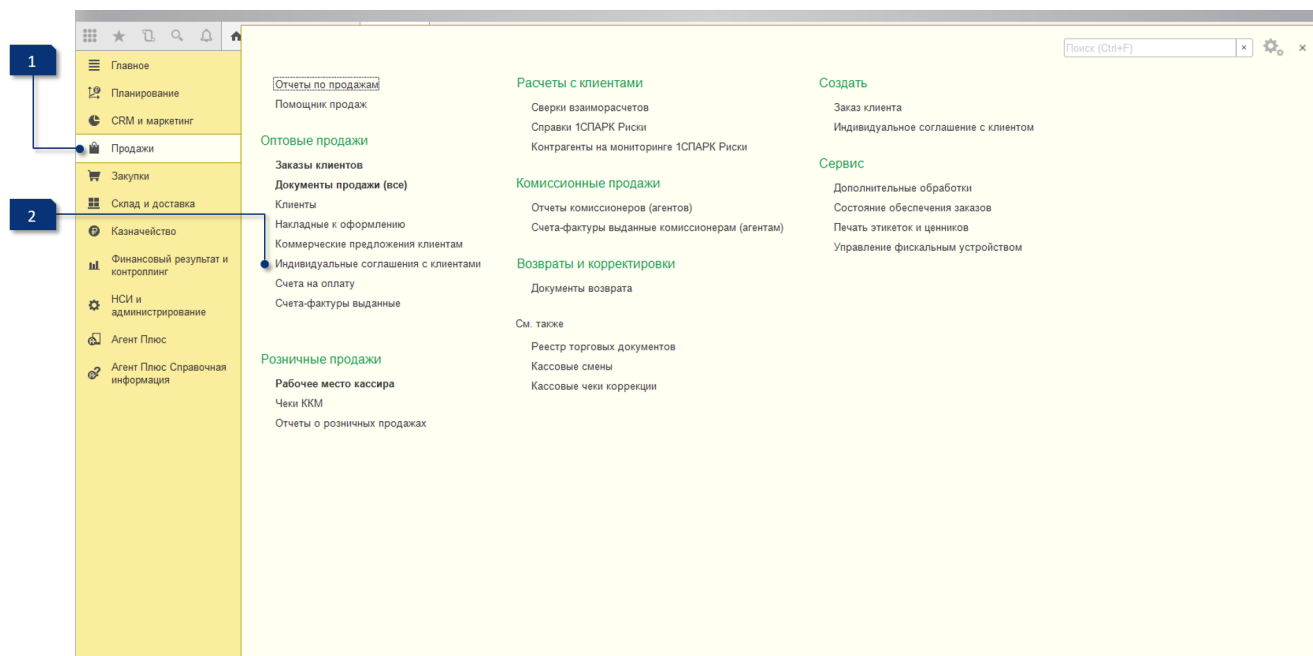 Поиск (Ctrl+F)
1
2
Главное
Планирование
CRM и маркетинг
Продажи
Закупки
Склад и доставка
Казначейство
Финансовый результат и
контроллинг
НСИ и
администрирование
Агент Плюс
Агент Плюс Справочная
информация
Отчеты по продажам
Помощник продаж
Оптовые продажи
Заказы клиентов
Документы продажи (все)
Клиенты
Накладные к оформлению
Коммерческие предложения клиентам
Индивидуальные соглашения с клиентами
Счета на оплату
Счета-фактуры выданные
Розничные продажи
Рабочее место кассира
Чеки ККМ
Отчеты о розничных продажах
Расчеты с клиентами
Сверки взаиморасчетов
Справки 1СПАРК Риски
Контрагенты на мониторинге 1СПАРК Риски
Комиссионные продажи
Отчеты комиссионеров (агентов)
Счета-фактуры выданные комиссионерам (агентам)
Возвраты и корректировки
Документы возврата
См. также
Реестр торговых документов
Кассовые смены
Кассовые чеки коррекции
Создать
Заказ клиента
Индивидуальное соглашение с клиентом
Сервис
Дополнительные обработки
Состояние обеспечения заказов
Печать этикеток и ценников
Управление фискальным устройством